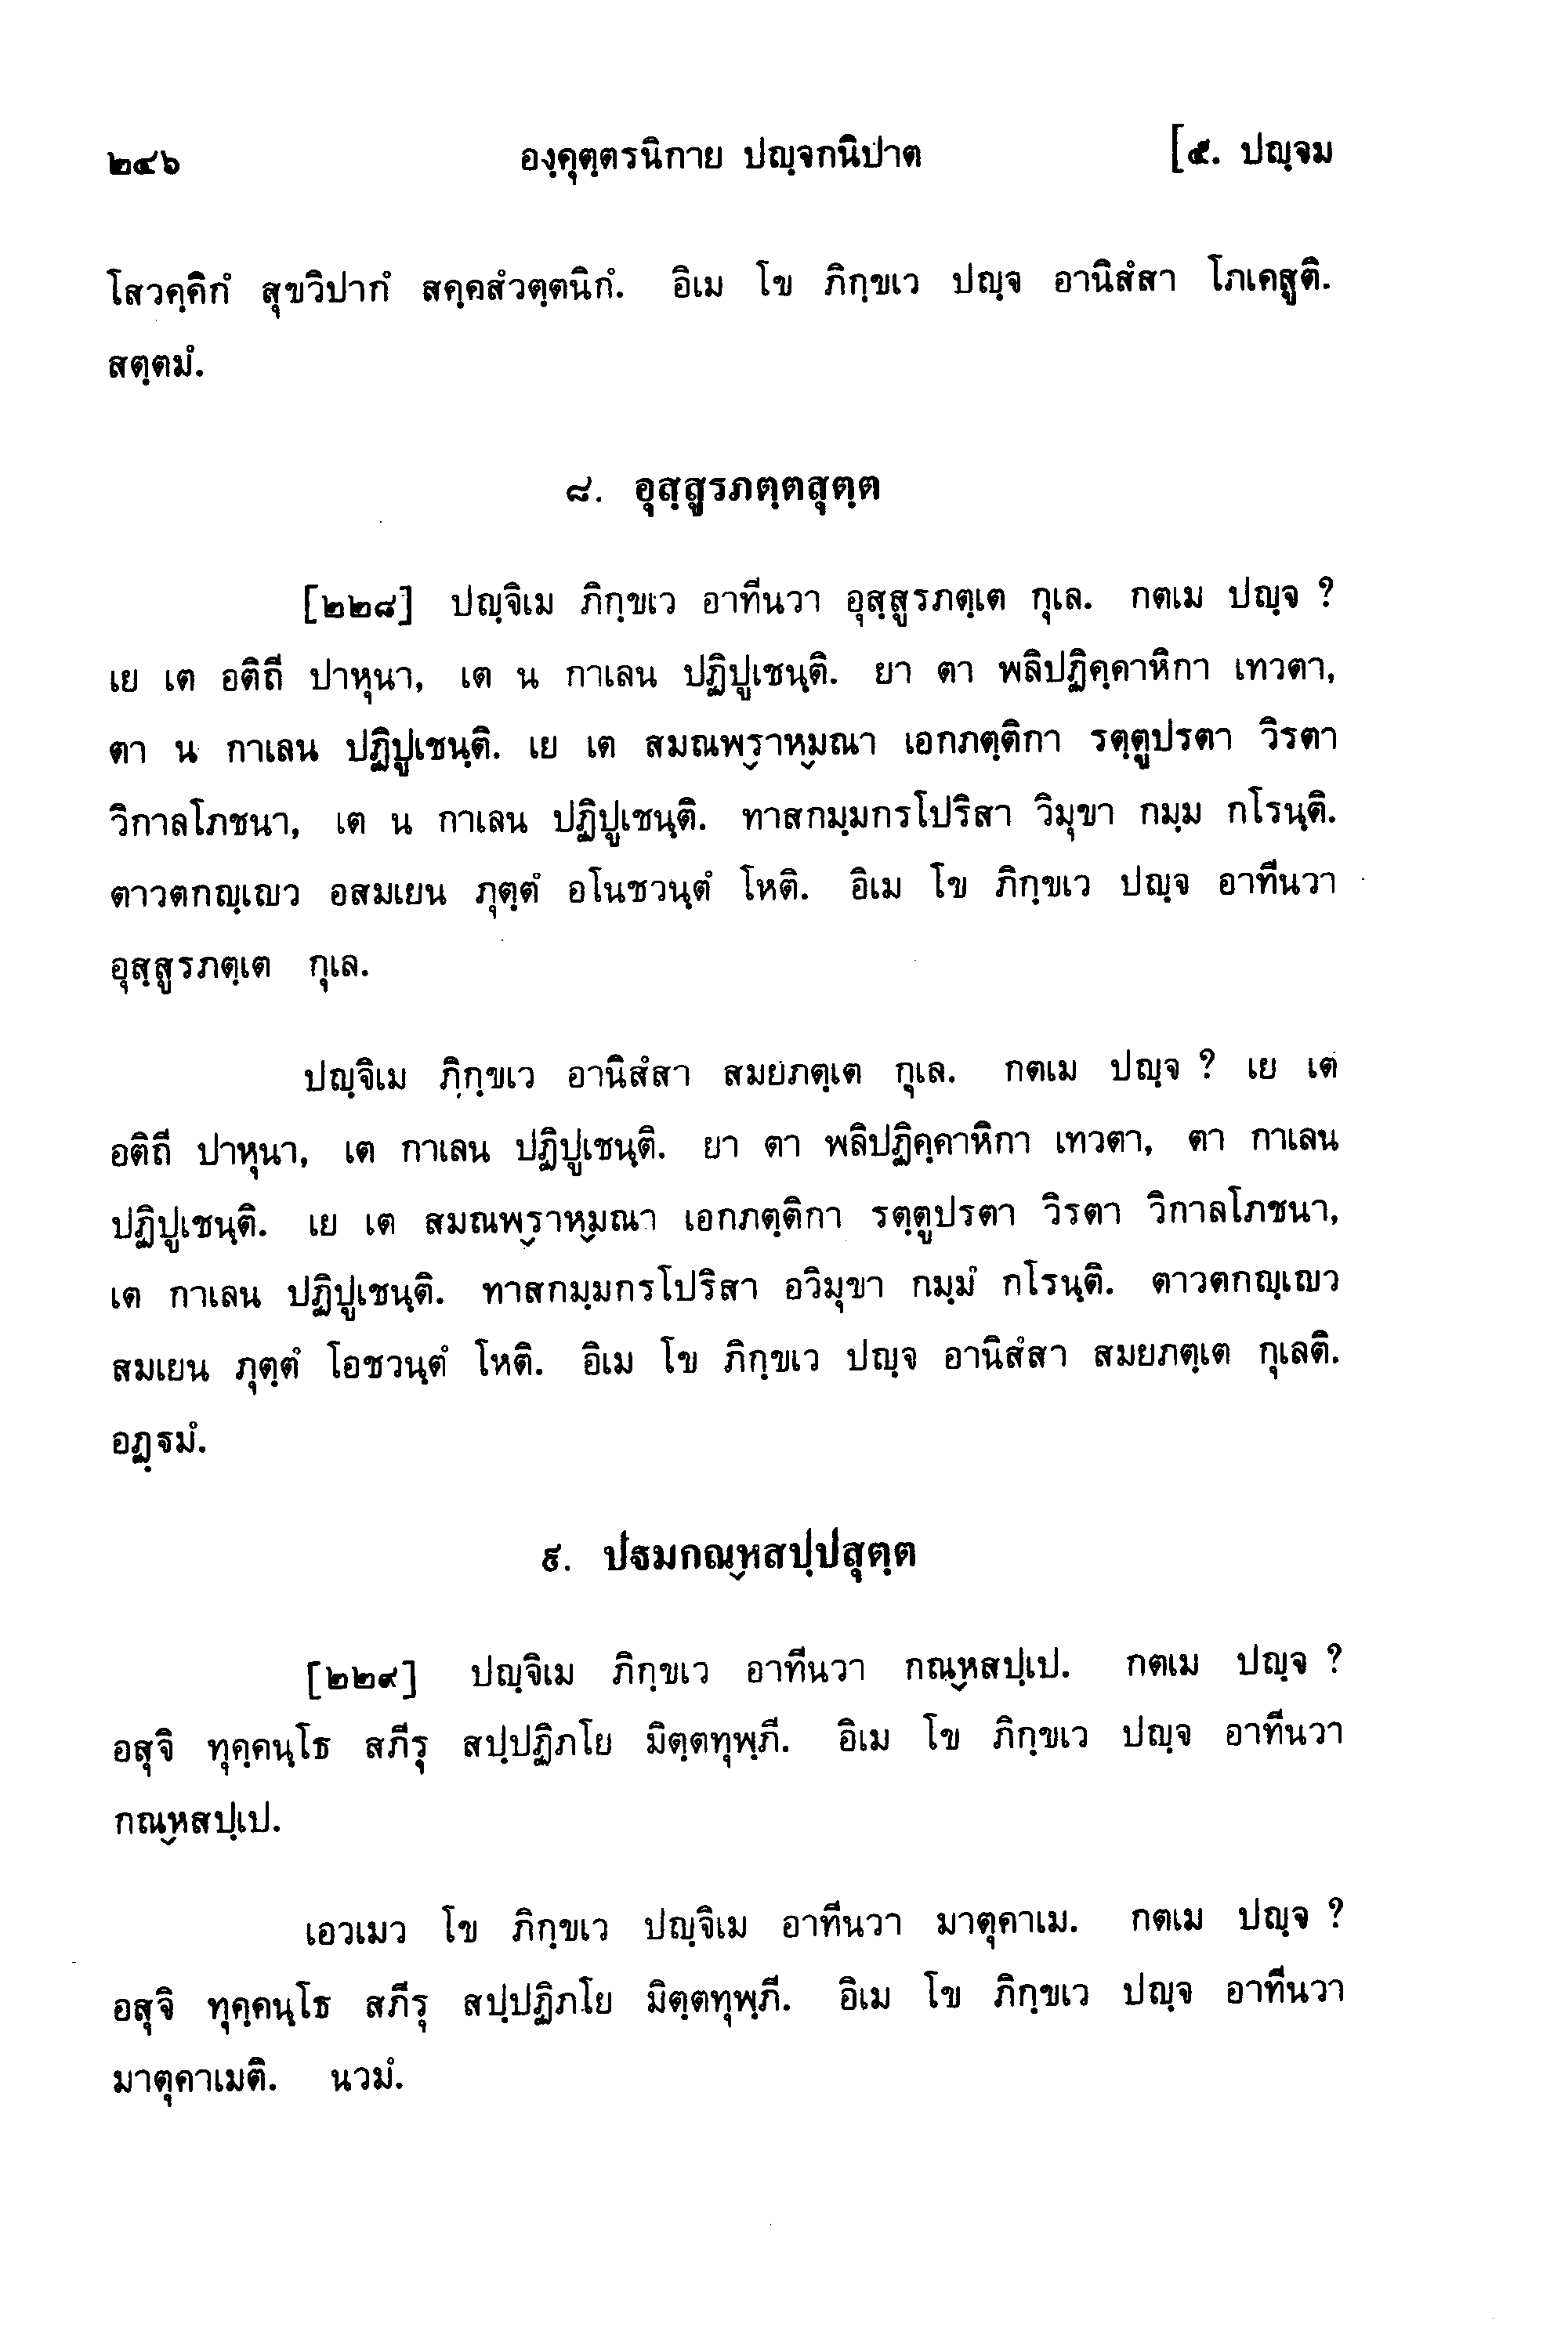 ๒๔๖ องฺคุตฺตรนิกาย ปญฺจกนิปาต [๕. ปญฺจม
โสวคฺคิกํ สุขวิปากํ สคฺคสํวตฺตนิกํ. อิเม โข ภิกฺขเว ปญฺจ อานิสํสา โภเคสูติ.
สตฺตมํ.
๘. อุสฺสูรภตฺตสุตฺต
[๒๒๘] ปญฺจิเม ภิกฺขเว อาทีนวา อุสฺสูรภตฺเต กุเล. กตเม ปญฺจ ?
เย เต อติถี ปาหุนา, เต น กาเลน ปฏิปูเชนฺติ. ยา ตา พลิปฏิคฺคาหิกา เทวตา,
ตา น กาเลน ปฏิปูเชนฺติ. เย เต สมณพฺราหฺมณา เอกภตฺติกา รตฺตูปรตา วิรตา
วิกาลโภชนา, เต น กาเลน ปฏิปูเชนฺติ. ทาสกมฺมกรโปริสา วิมุขา กมฺม กโรนฺติ.
ตาวตกญฺเญว อสมเยน ภุตฺตํ อโนชวนฺตํ โหติ. อิเม โข ภิกฺขเว ปญฺจ อาทีนวา
อุสฺสูรภตฺเต กุเล.
ปญฺจิเม ภิกฺขเว อานิสํสา สมยภตฺเต กุเล. กตเม ปญฺจ ? เย เต
อติถี ปาหุนา, เต กาเลน ปฏิปูเชนฺติ. ยา ตา พลิปฏิคฺคาหิกา เทวตา, ตา กาเลน
ปฏิปูเชนฺติ. เย เต สมณพฺราหฺมณา เอกภตฺติกา รตฺตูปรตา วิรตา วิกาลโภชนา,
เต กาเลน ปฏิปูเชนฺติ. ทาสกมฺมกรโปริสา อวิมุขา กมฺมํ กโรนฺติ. ตาวตกญฺเญว
สมเยน ภุตฺตํ โอชวนฺตํ โหติ. อิเม โข ภิกฺขเว ปญฺจ อานิสํสา สมยภตฺเต กุเลติ.
อฏฺฐมํ.
๙. ปฐมกณฺหสปฺปสุตฺต
[๒๒๙] ปญฺจิเม ภิกฺขเว อาทีนวา กณฺหสปฺเป. กตเม ปญฺจ ?
อสุจิ ทุคฺคนฺโธ สภีรุ สปฺปฏิภโย มิตฺตทุพฺภี. อิเม โข ภิกฺขเว ปญฺจ อาทีนวา
กณฺหสปฺเป.
เอวเมว โข ภิกฺขเว ปญฺจิเม อาทีนวา มาตุคาเม. กตเม ปญฺจ ?
อสุจิ ทุคฺคนฺโธ สภีรุ สปฺปฏิภโย มิตฺตทุพฺภี. อิเม โข ภิกฺขเว ปญฺจ อาทีนวา
มาตุคาเมติ. นวมํ.